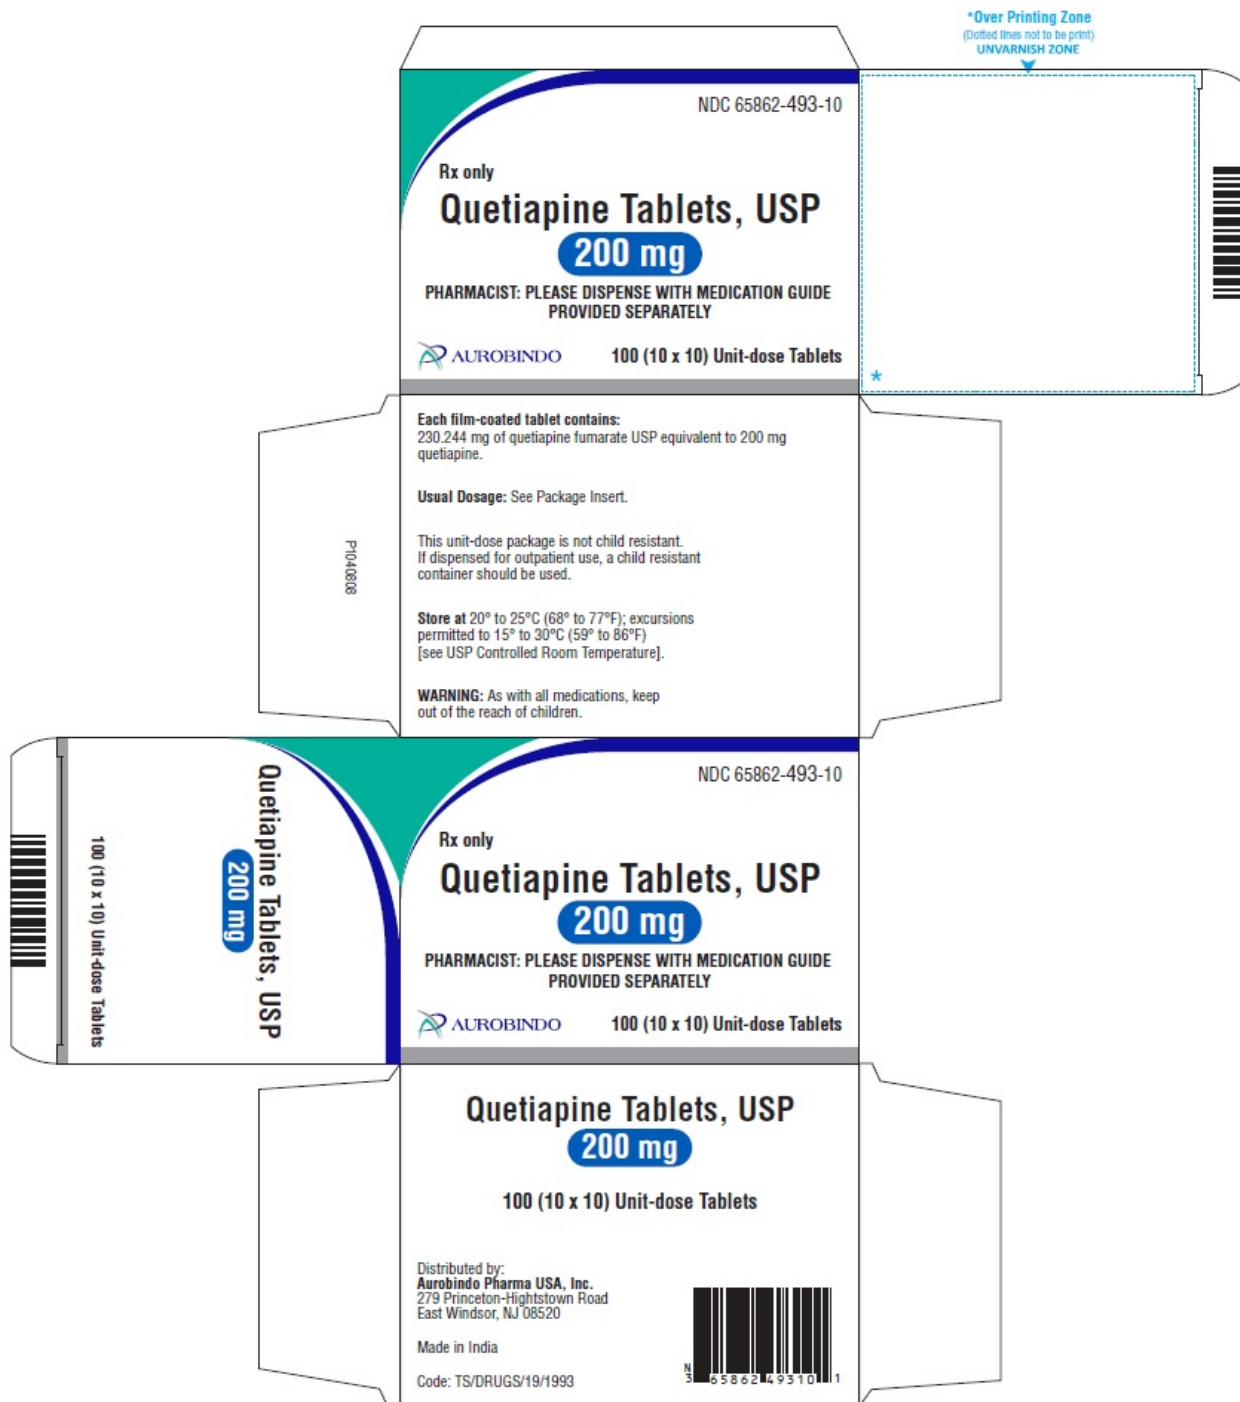 *Over Printing Zone
(Dotted lines not to be print)
UNVARNISH ZONE
NDC 65862-493-10
Rx only
Quetiapine Tablets, USP
200 mg
PHARMACIST: PLEASE DISPENSE WITH MEDICATION GUIDE
PROVIDED SEPARATELY
AUROBINDO
100 (10 x 10) Unit-dose Tablets
*
Each film-coated tablet contains:
230.244 mg of quetiapine fumarate USP equivalent to 200 mg
quetiapine.
Usual Dosage: See Package Insert.
This unit-dose package is not child resistant.
If dispensed for outpatient use, a child resistant
container should be used.
Store at 20° to 25°C (68° to 77°F); excursions
permitted to 15° to 30°C (59° to 86°F)
[see USP Controlled Room Temperature].
WARNING: As with all medications, keep
out of the reach of children.
P1040808
Quetiapine Tablets, USP
200 mg
100 (10 x 10) Unit-dose Tablets
NDC 65862-493-10
Rx only
Quetiapine Tablets, USP
200 mg
PHARMACIST: PLEASE DISPENSE WITH MEDICATION GUIDE
PROVIDED SEPARATELY
AUROBINDO
100 (10 x 10) Unit-dose Tablets
Quetiapine Tablets, USP
200 mg
100 (10 x 10) Unit-dose Tablets
Distributed by:
Aurobindo Pharma USA, Inc.
279 Princeton-Hightstown Road
East Windsor, NJ 08520
Made in India
Code: TS/DRUGS/19/1993
N
3 65862 49310 1